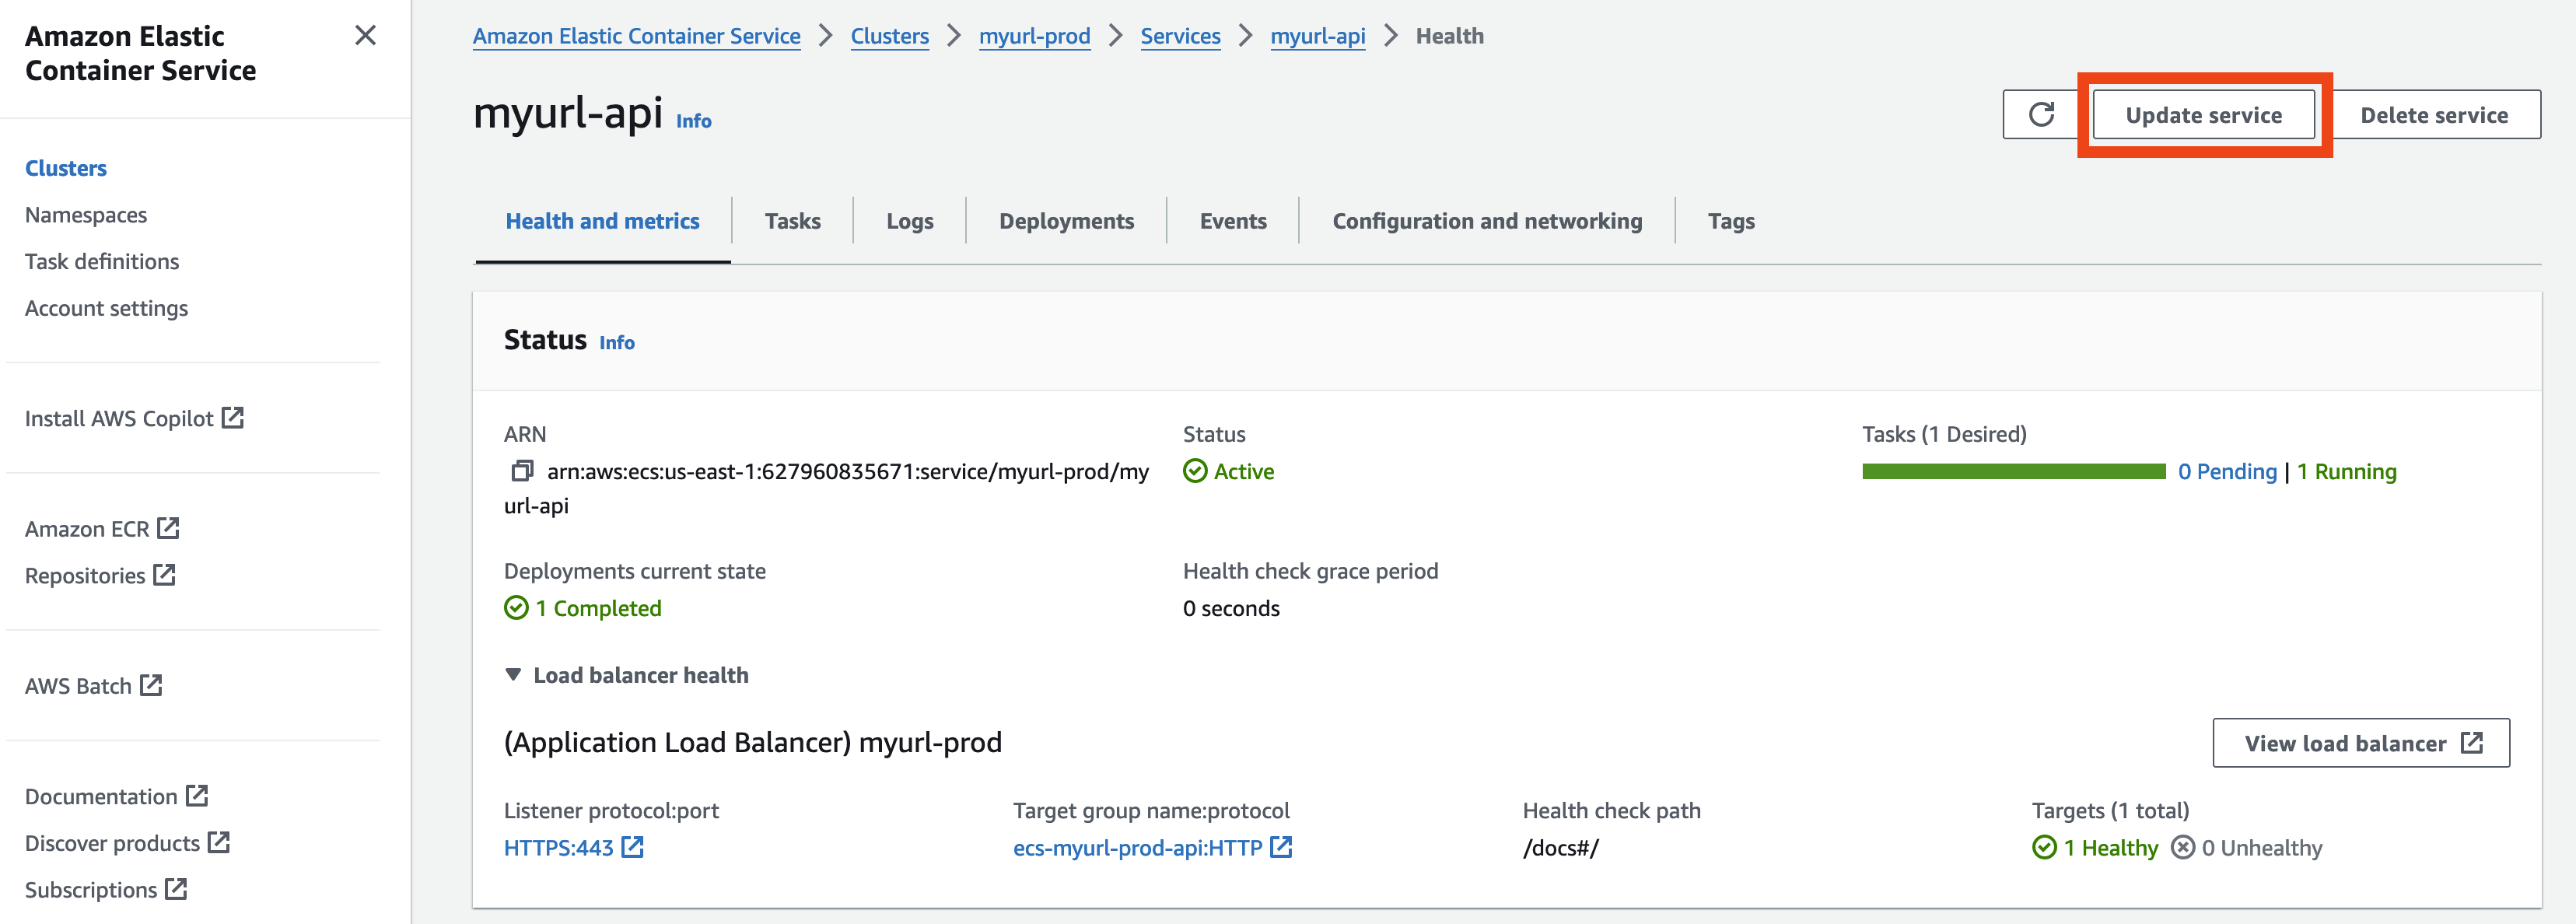 Amazon Elastic
Container Service
Clusters
Namespaces
Task definitions
Account settings
Install AWS Copilot
Amazon ECR
Repositories
AWS Batch
Documentation
Discover products
Subscriptions
Amazon Elastic Container Service > Clusters > myurl-prod > Services > myurl-api > Health
myurl-api Info
Update service
Delete service
Health and metrics
Tasks
Logs
Deployments
Events
Configuration and networking
Tags
Status Info
ARN
arn:aws:ecs:us-east-1:627960835671:service/myurl-prod/my
url-api
Status
Active
Tasks (1 Desired)
0 Pending | 1 Running
Deployments current state
1 Completed
Health check grace period
0 seconds
Load balancer health
(Application Load Balancer) myurl-prod
View load balancer
Listener protocol:port
HTTPS:443
Target group name:protocol
ecs-myurl-prod-api:HTTP
Health check path
/docs#/
Targets (1 total)
1 Healthy 0 Unhealthy